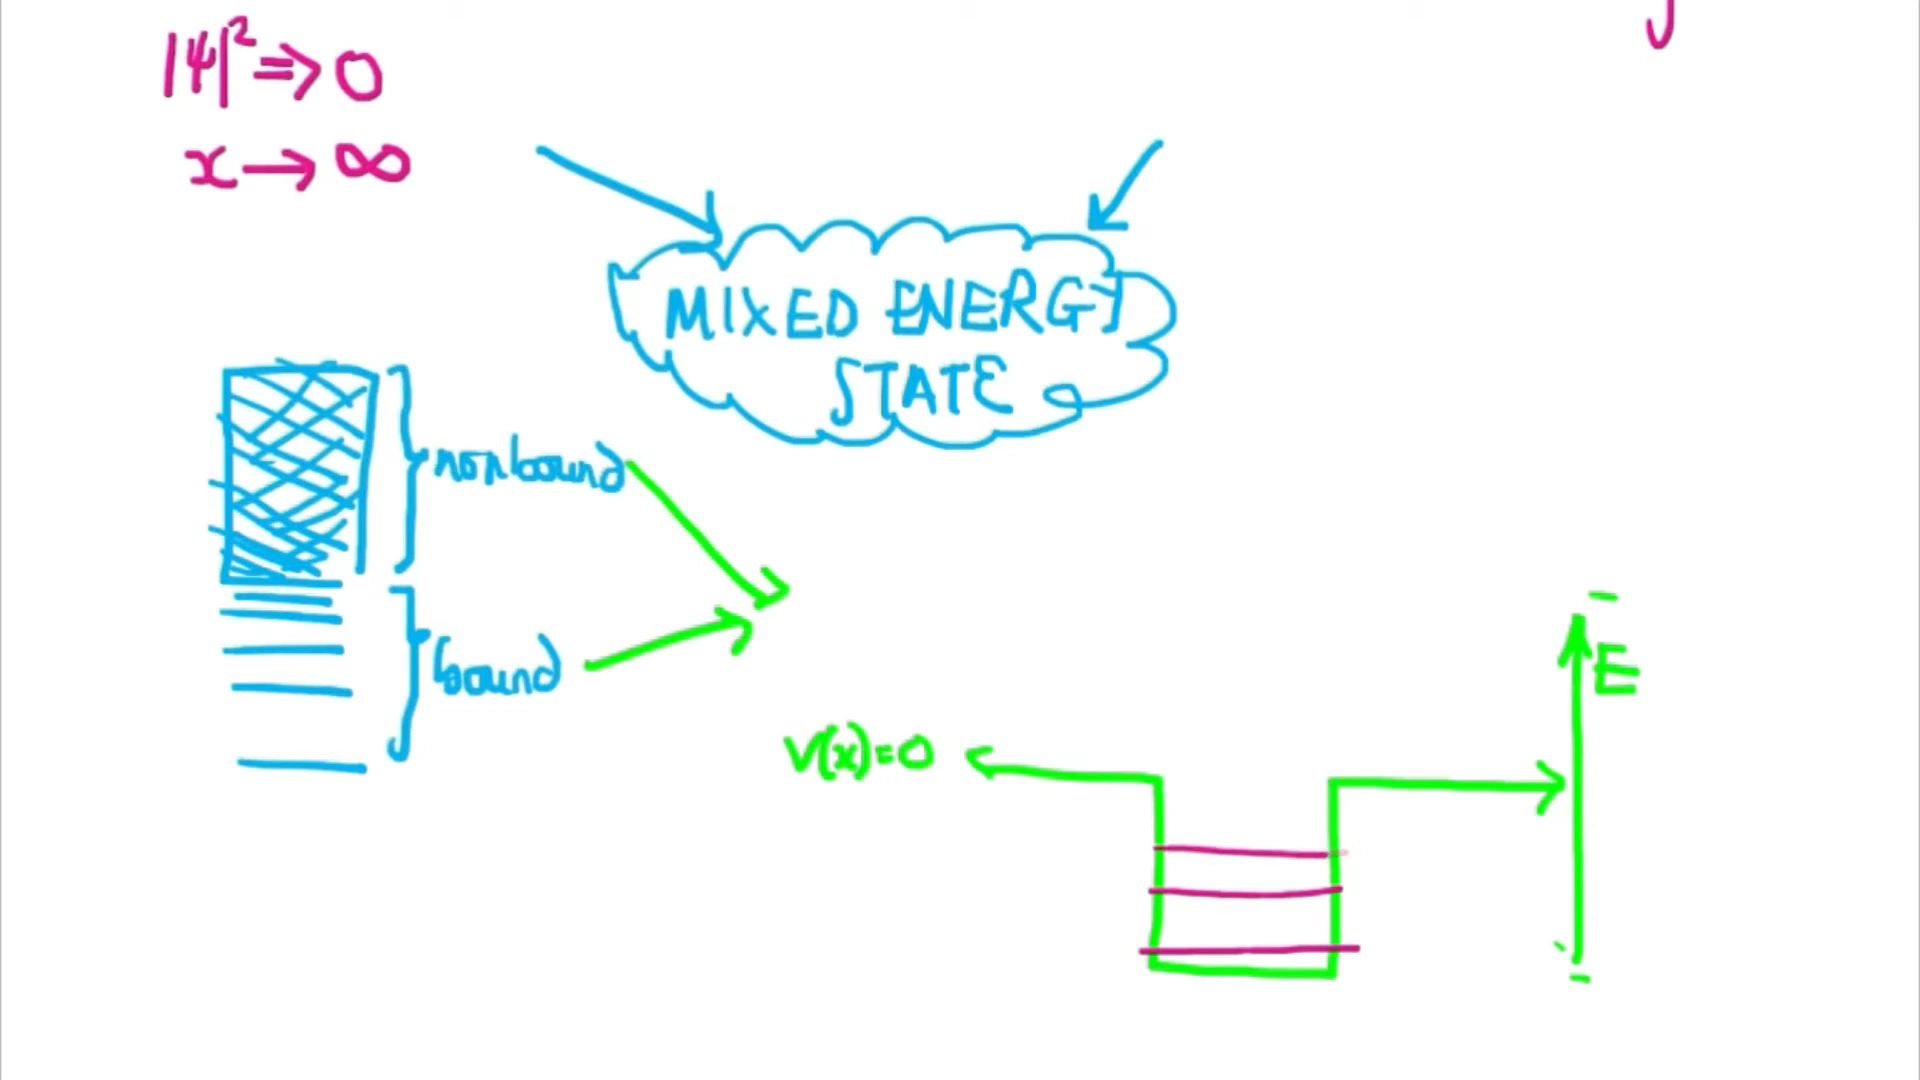 |ψ|² => 0
x → ∞
MIXED ENERGY
STATE
nonbound
bound
E
V(x)=0